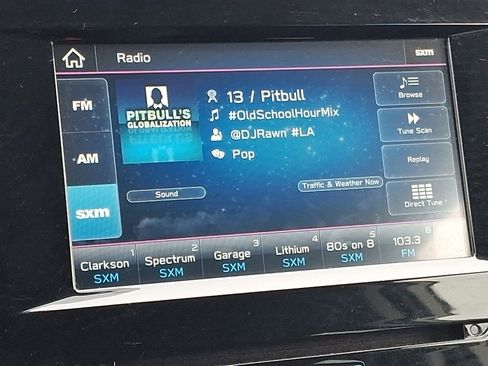 Radio
sxm
FM
AM
sxm
PITBULL'S
GLOBALIZATION
13 / Pitbull
#OldSchoolHourMix
@DJRawn #LA
Pop
Sound
Traffic & Weather Now
Browse
Tune Scan
Replay
Direct Tune
1
Clarkson
SXM
2
Spectrum
SXM
3
Garage
SXM
4
Lithium
SXM
5
80s on 8
SXM
6
103.3
FM